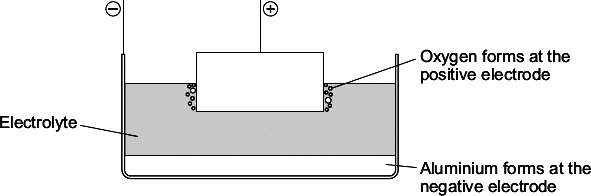 − +
Oxygen forms at the
positive electrode
Electrolyte
Aluminium forms at the
negative electrode